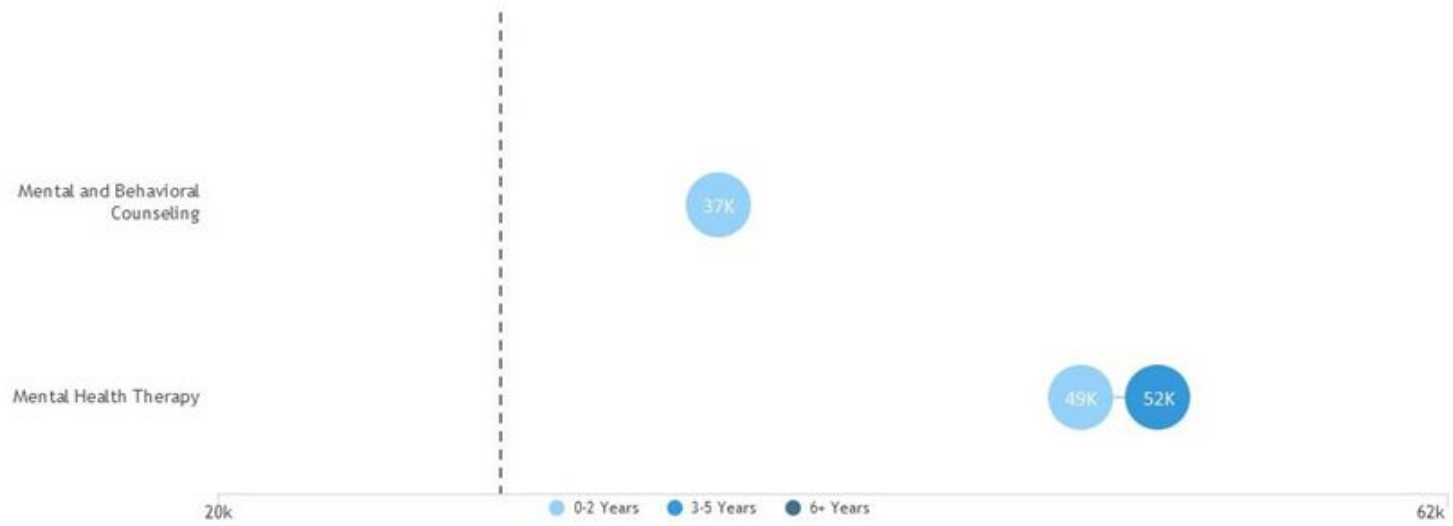 Mental and Behavioral
Counseling
37K
Mental Health Therapy
49K
52K
20k
0-2 Years
3-5 Years
6+ Years
62k